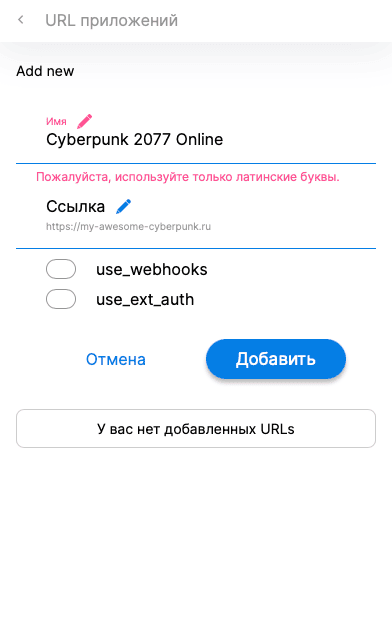 URL приложений
Add new
Имя
Cyberpunk 2077 Online
Пожалуйста, используйте только латинские буквы.
Ссылка
https://my-awesome-cyberpunk.ru
use_webhooks
use_ext_auth
Отмена Добавить
У вас нет добавленных URLs